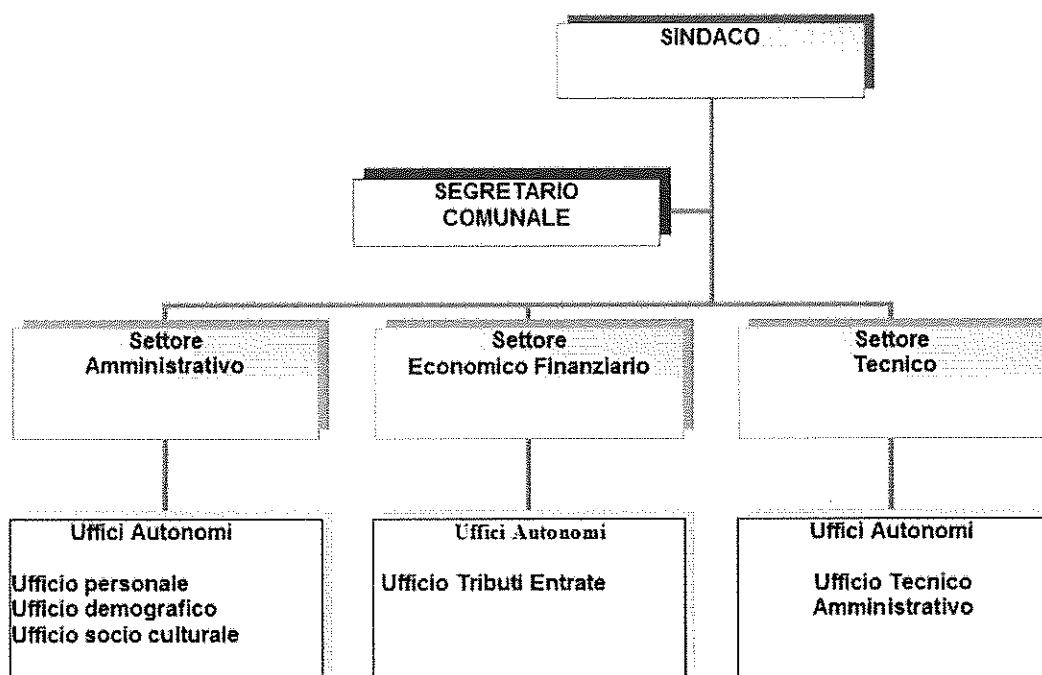 SINDACO
SEGRETARIO
COMUNALE
Settore
Amministrativo
Settore
Economico Finanziario
Settore
Tecnico
Uffici Autonomi
Ufficio personale
Ufficio demografico
Ufficio socio culturale
Uffici Autonomi
Ufficio Tributi Entrate
Uffici Autonomi
Ufficio Tecnico
Amministrativo